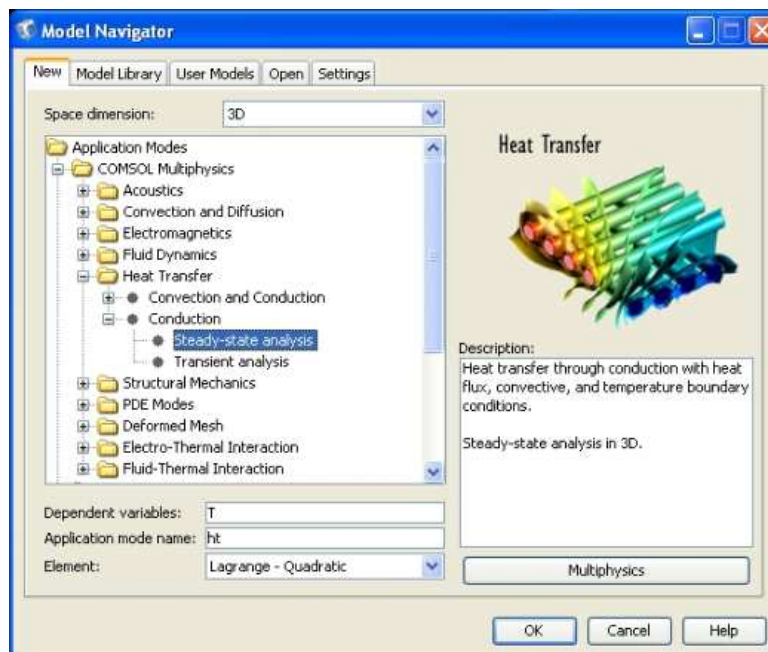 Model Navigator
New Model Library User Models Open Settings
Space dimension: 3D
Application Modes
COMSOL Multiphysics
Acoustics
Convection and Diffusion
Electromagnetics
Fluid Dynamics
Heat Transfer
Convection and Conduction
Conduction
Steady-state analysis
Transient analysis
Structural Mechanics
PDE Modes
Deformed Mesh
Electro-Thermal Interaction
Fluid-Thermal Interaction
Dependent variables: T
Application mode name: ht
Element: Lagrange - Quadratic
Heat Transfer
Description:
Heat transfer through conduction with heat
flux, convective, and temperature boundary
conditions.
Steady-state analysis in 3D.
Multiphysics
OK Cancel Help